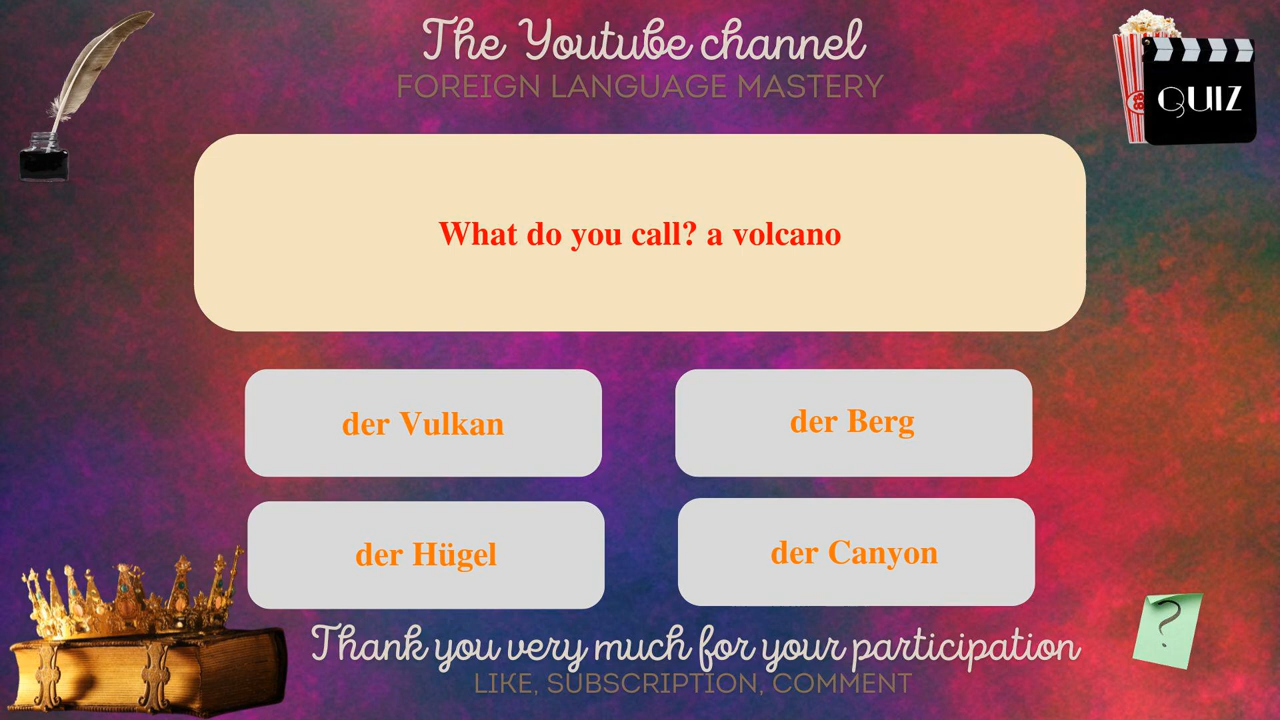 The Youtube channel
FOREIGN LANGUAGE MASTERY
QUIZ
What do you call? a volcano
der Vulkan
der Berg
der Hügel
der Canyon
?
Thank you very much for your participation
LIKE, SUBSCRIPTION, COMMENT